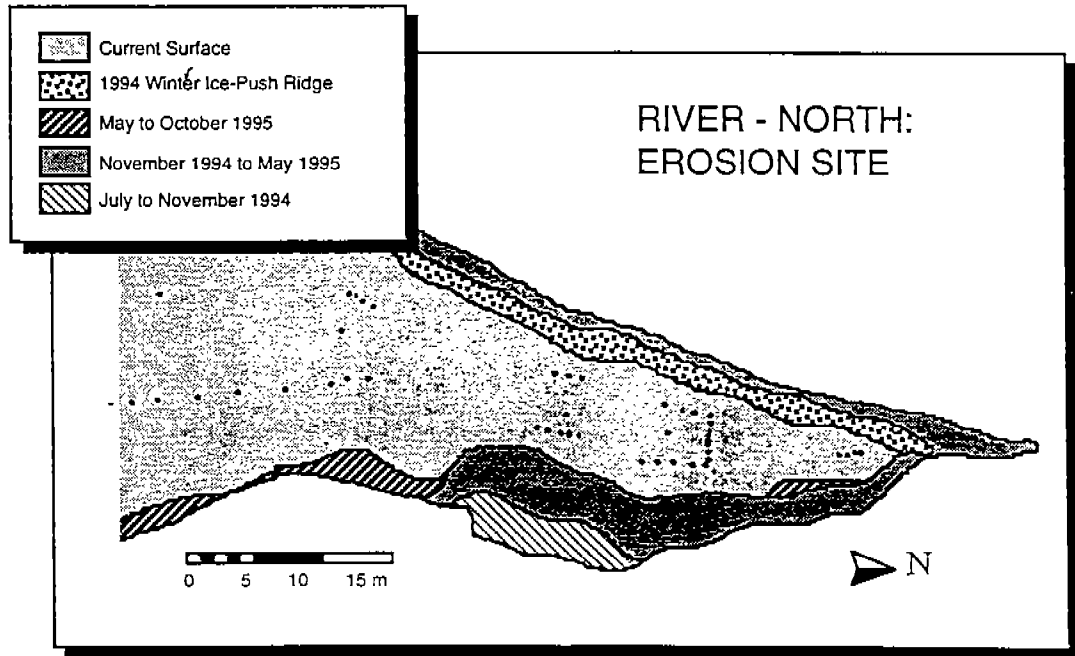 Current Surface
1994 Winter Ice-Push Ridge
May to October 1995
November 1994 to May 1995
July to November 1994
RIVER - NORTH:
EROSION SITE
0 5 10 15 m
N